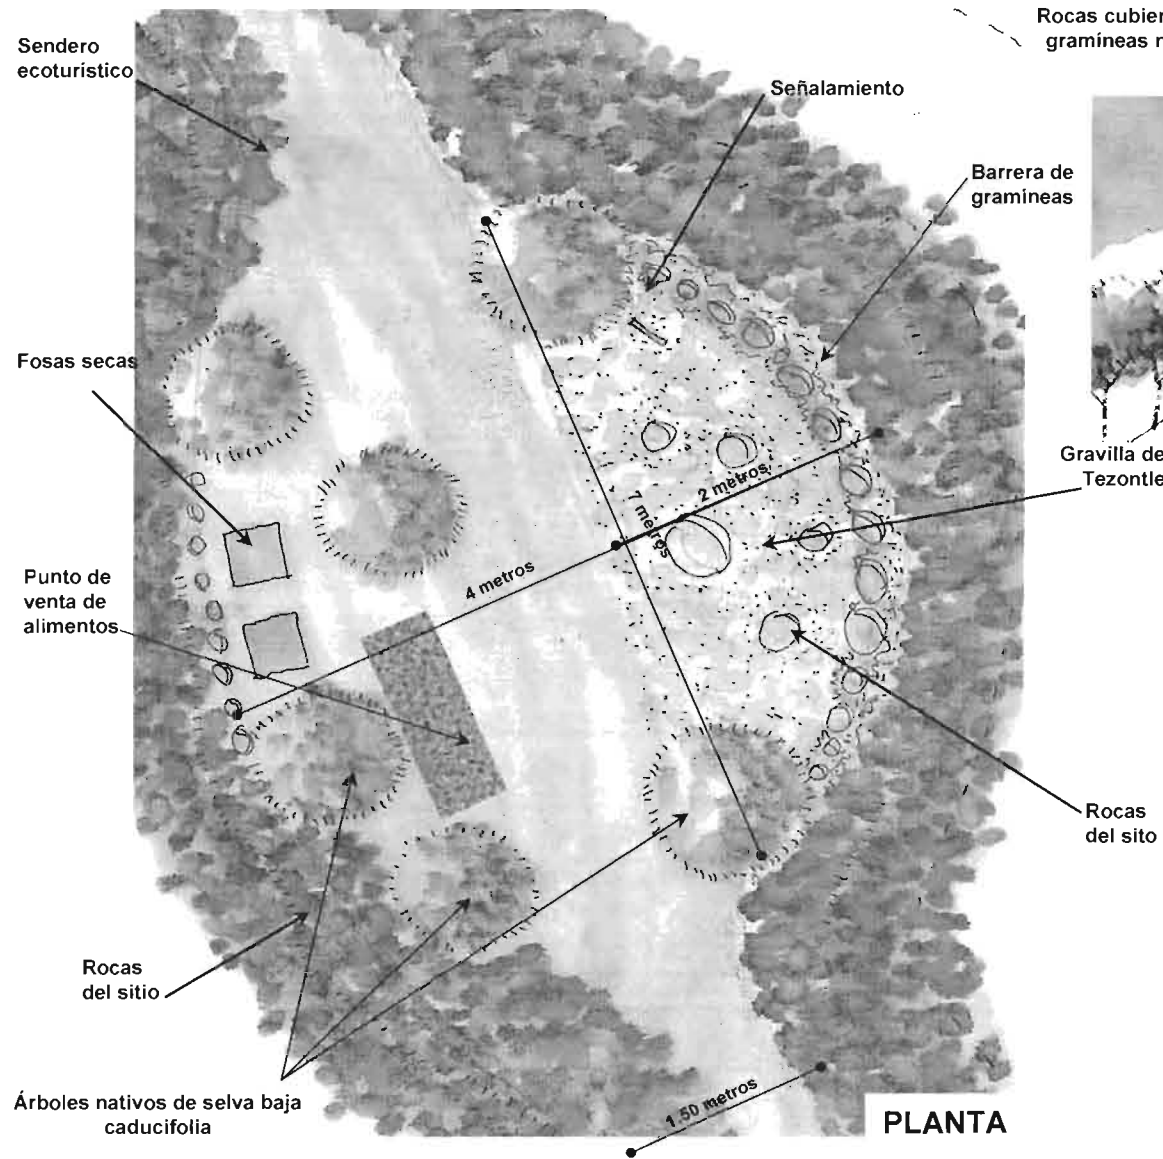 Rocas
gramíneas
Sendero
ecoturístico
Señalamiento
Barrera de
gramíneas
Fosas secas
2 metros
7 metros
Gravilla de
Tezontle
4 metros
Punto de
venta de
alimentos
Rocas
del sito
Rocas
del sitio
Árboles nativos de selva baja
caducifolia
1.50 metros
PLANTA